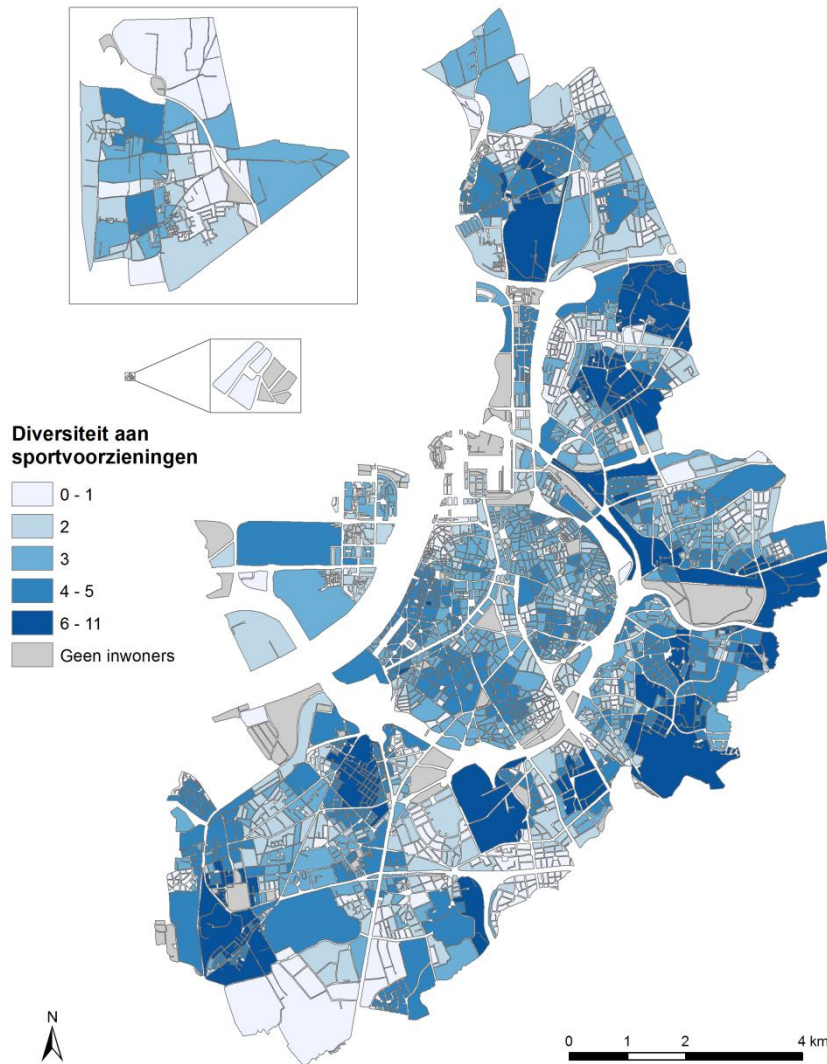 Diversiteit aan
sportvoorzieningen
0 - 1
2
3
4 - 5
6 - 11
Geen inwoners
N
0 1 2 4 km